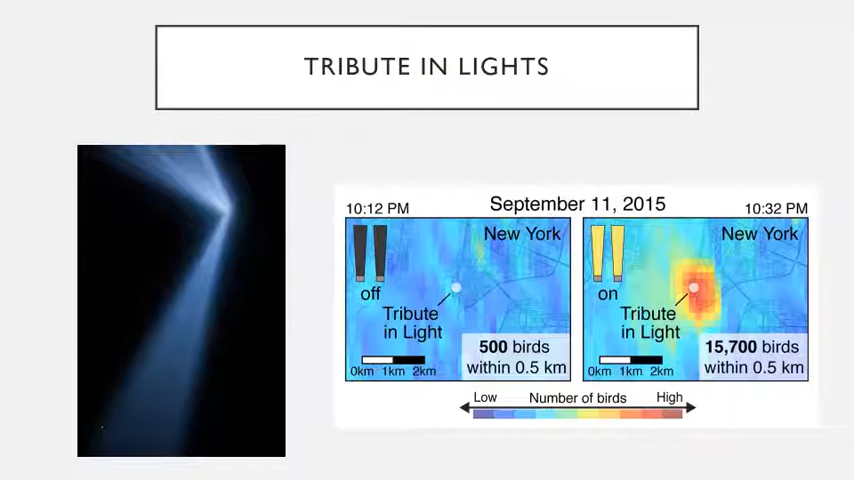 TRIBUTE IN LIGHTS
September 11, 2015
10:12 PM
New York
off
Tribute
in Light
500 birds
within 0.5 km
0km 1km 2km
10:32 PM
New York
on
Tribute
in Light
15,700 birds
within 0.5 km
0km 1km 2km
Low Number of birds High